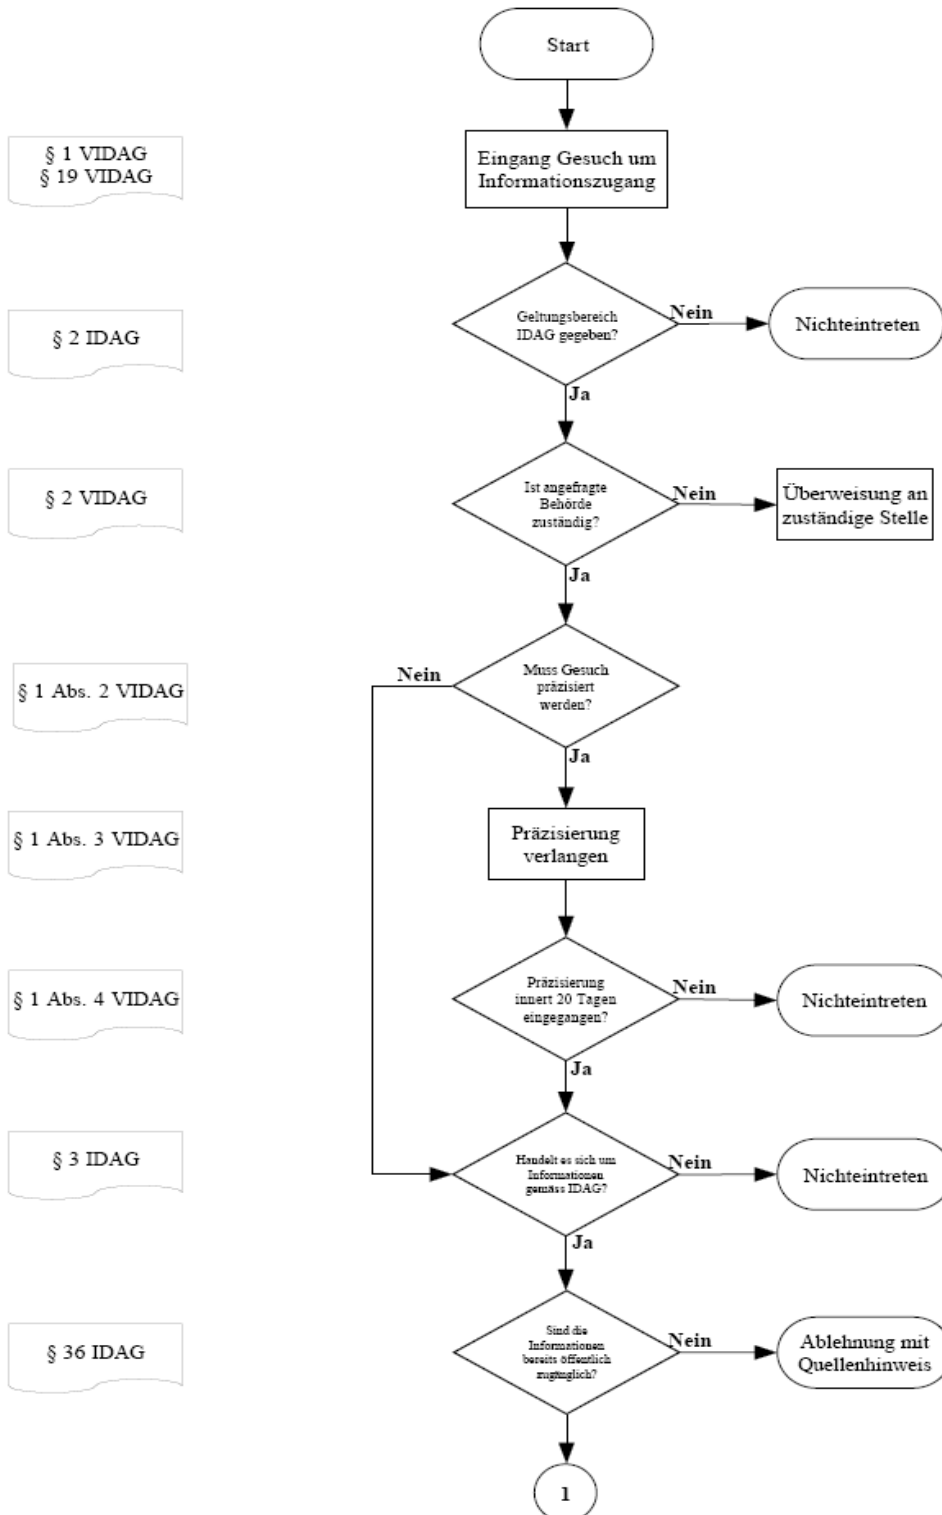 Start
§ 1 VIDAG
§ 19 VIDAG
Eingang Gesuch um
Informationszugang
§ 2 IDAG
Geltungsbereich
IDAG gegeben?
Nein
Nichteintreten
Ja
§ 2 VIDAG
Ist angefragte
Behörde
zuständig?
Nein
Überweisung an
zuständige Stelle
Ja
§ 1 Abs. 2 VIDAG
Nein
Muss Gesuch
präzisiert
werden?
Ja
§ 1 Abs. 3 VIDAG
Präzisierung
verlangen
§ 1 Abs. 4 VIDAG
Präzisierung
innert 20 Tagen
eingegangen?
Nein
Nichteintreten
Ja
§ 3 IDAG
Handelt es sich um
Informationen
gemäss IDAG?
Nein
Nichteintreten
Ja
§ 36 IDAG
Sind die
Informationen
bereits öffentlich
zugänglich?
Nein
Ablehnung mit
Quellenhinweis
1